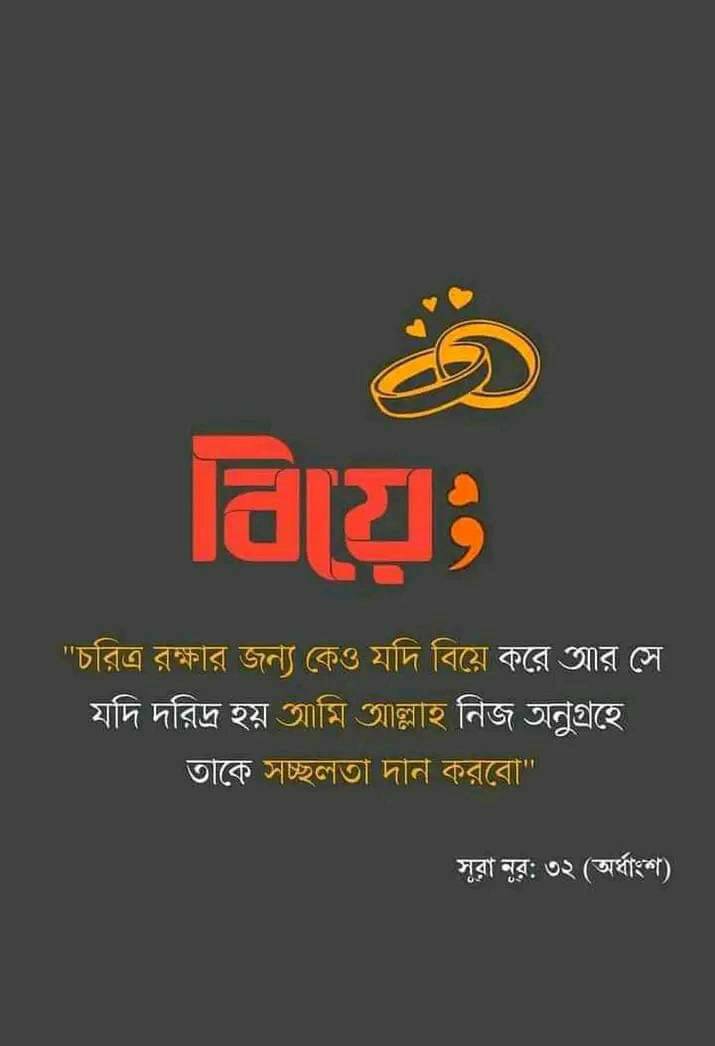 বিয়ে;
"চরিত্র রক্ষার জন্য কেও যদি বিয়ে করে আর সে
যদি দরিদ্র হয় আমি আল্লাহ নিজ অনুগ্রহে
তাকে সচ্ছলতা দান করবো"
সূরা নূর: ৩২ (অর্ধাংশ)